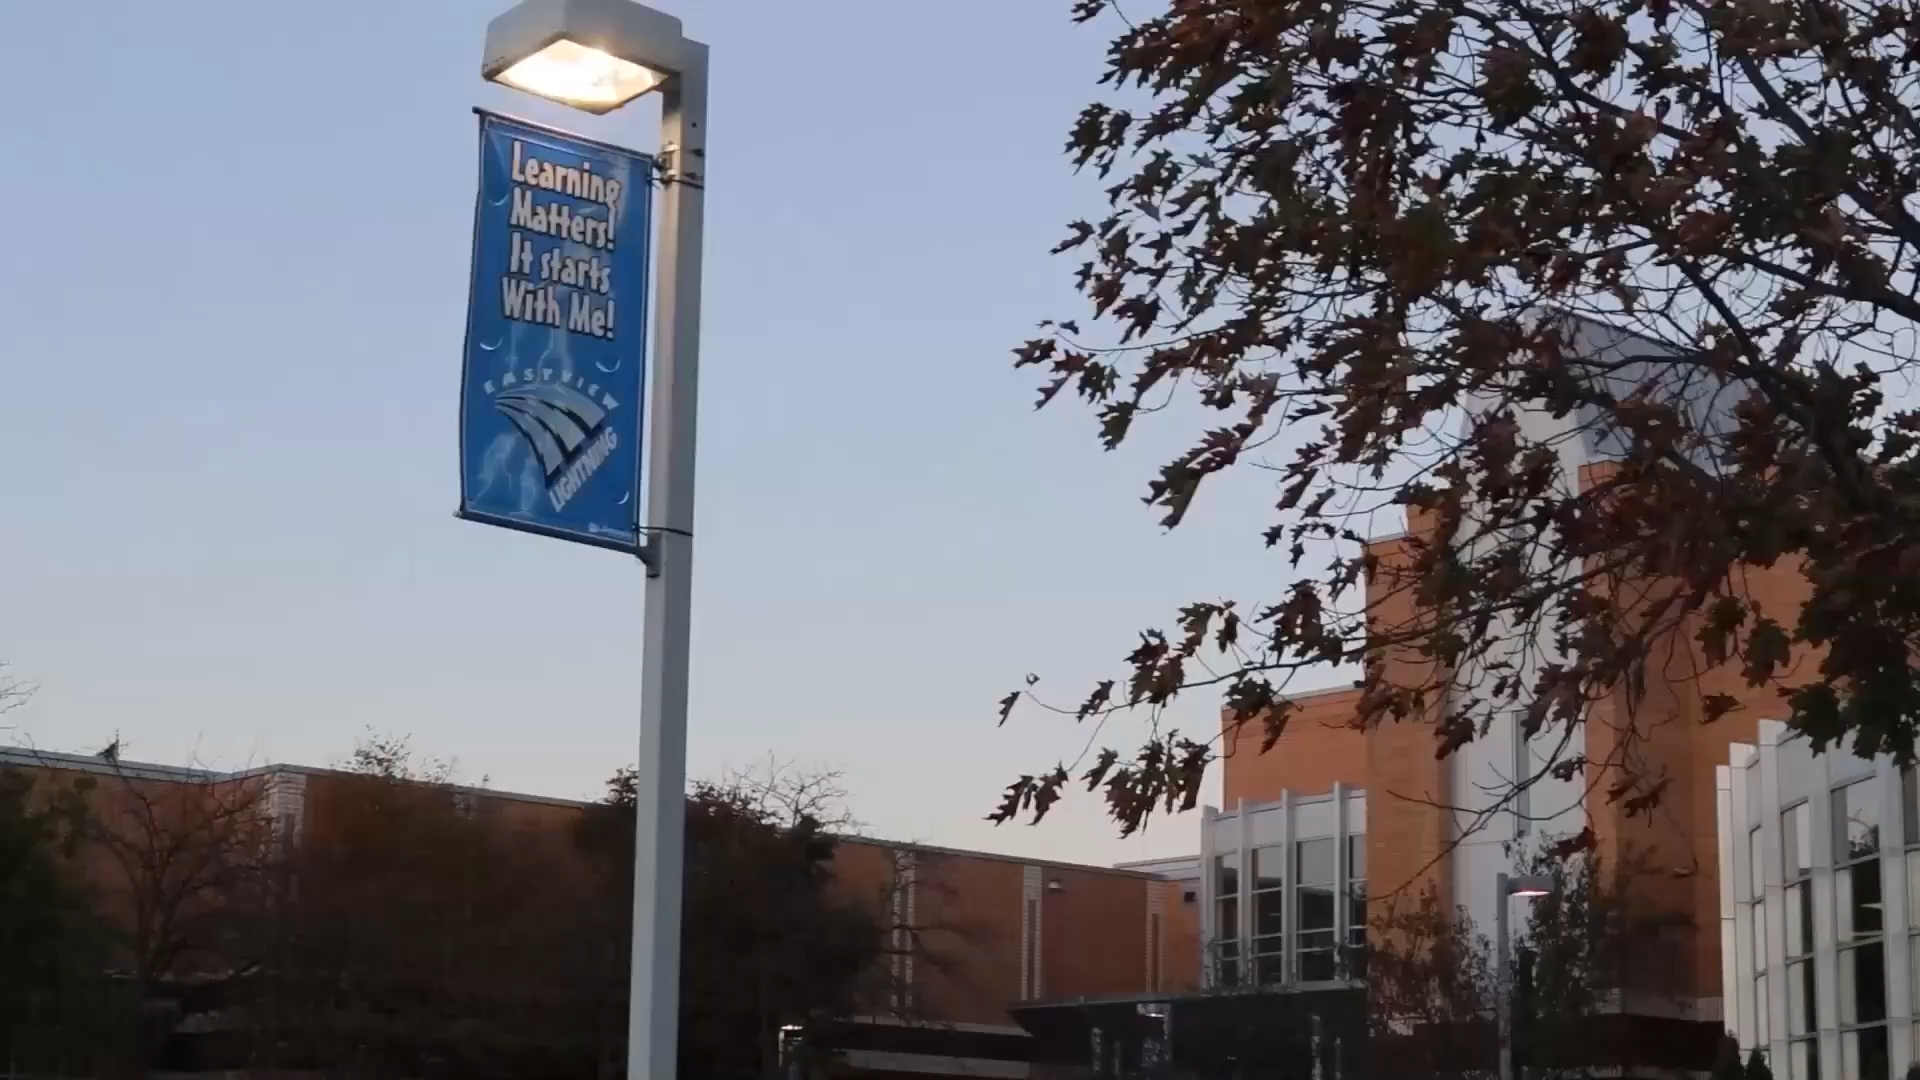 Learning
Matters!
It starts
With Me!
EASTVIEW
LIGHTNING